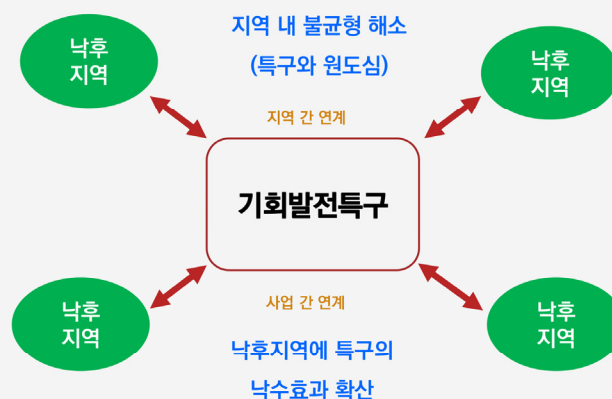 낙후
지역
지역 내 불균형 해소
(특구와 원도심)
낙후
지역
지역 간 연계
기회발전특구
사업 간 연계
낙후
지역
낙후지역에 특구의
낙수효과 확산
낙후
지역